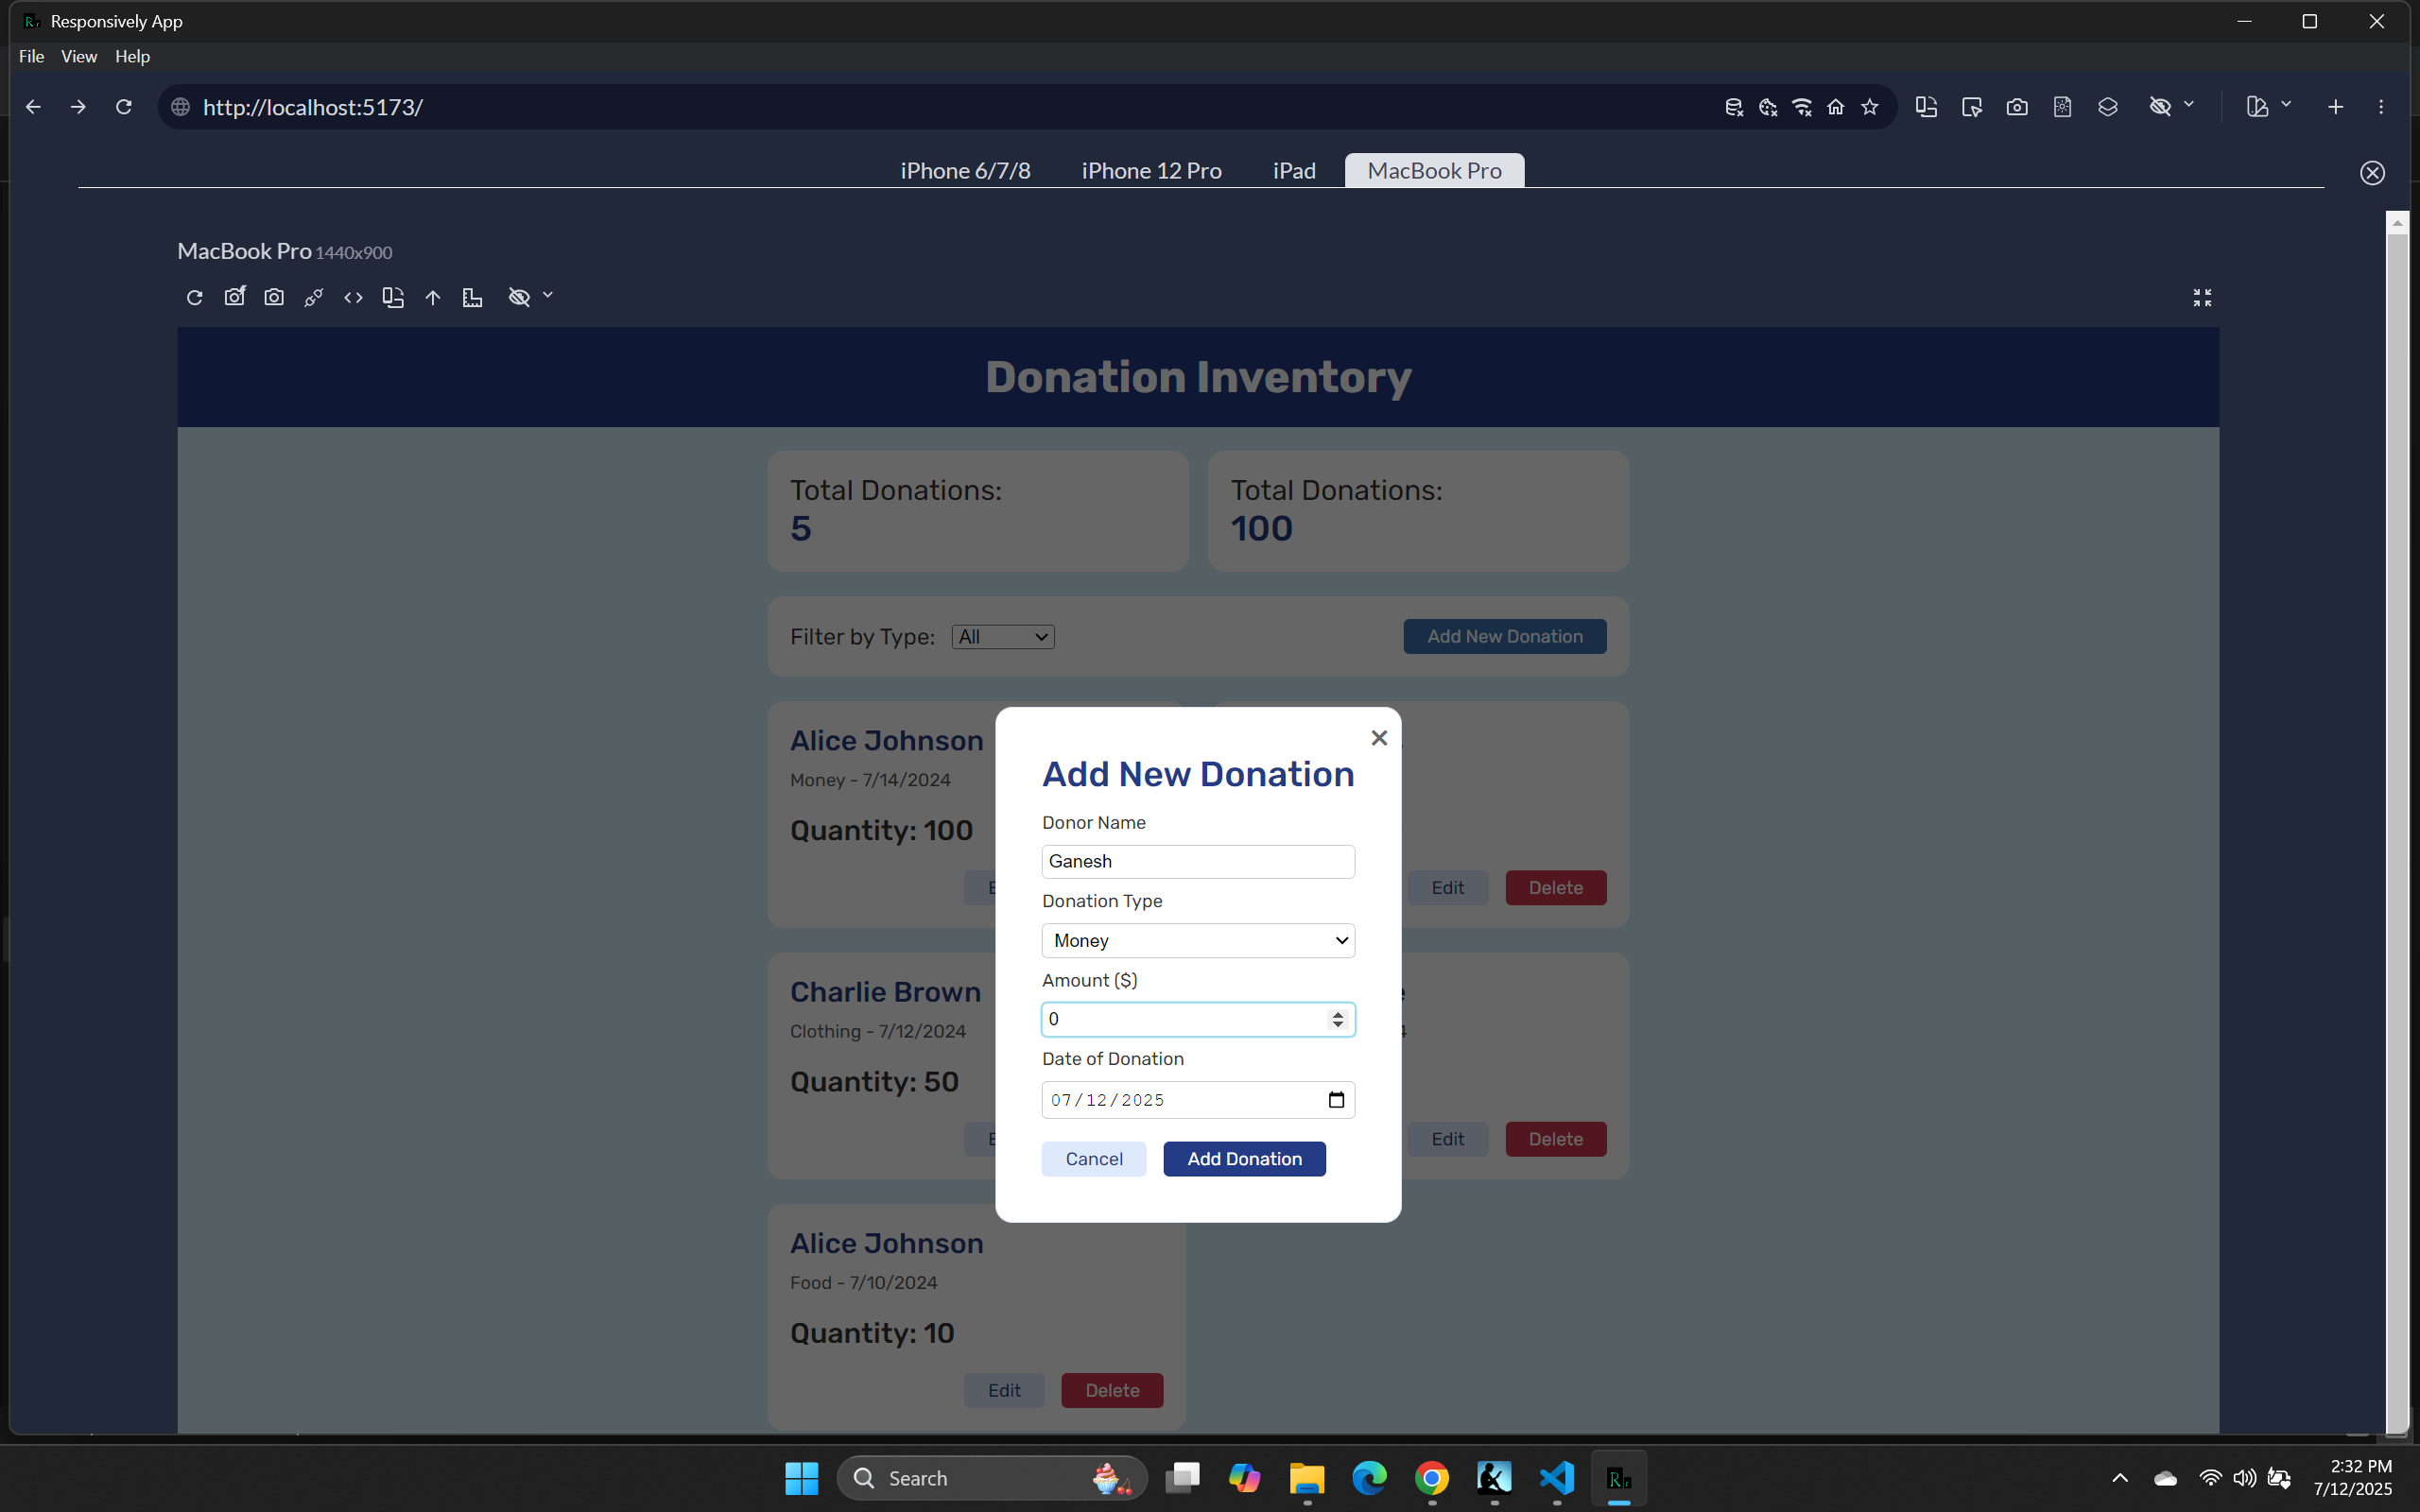 Responsively App
File View Help
http://localhost:5173/
iPhone 6/7/8 iPhone 12 Pro iPad MacBook Pro
MacBook Pro 1440x900
Donation Inventory
Total Donations:
5
Total Donations:
100
Filter by Type: All Add New Donation
Alice Johnson
Money - 7/14/2024
Quantity: 100
Edit Delete
Charlie Brown
Clothing - 7/12/2024
Quantity: 50
Edit Delete
Alice Johnson
Food - 7/10/2024
Quantity: 10
Edit Delete
Add New Donation
Donor Name
Ganesh
Donation Type
Money
Amount ($)
0
Date of Donation
07/12/2025
Cancel Add Donation
Search
2:32 PM
7/12/2025